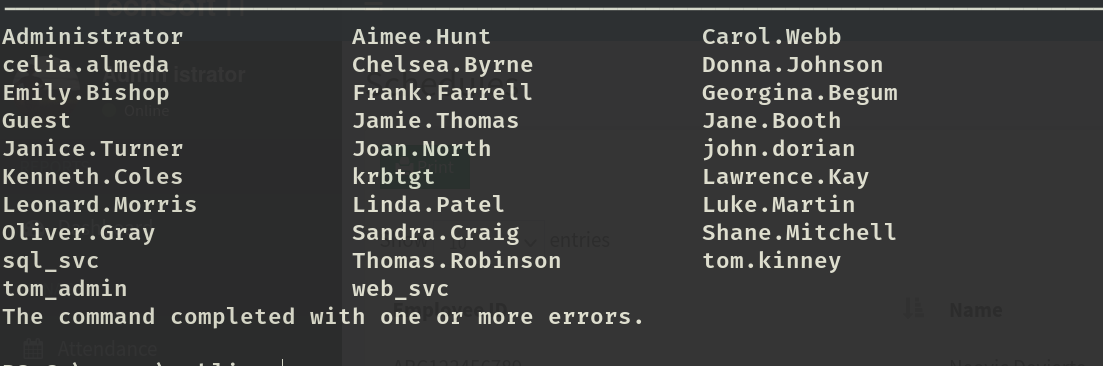 Administrator Aimee.Hunt Carol.Webb
celia.almeda Chelsea.Byrne Donna.Johnson
Emily.Bishop Frank.Farrell Georgina.Begum
Guest Jamie.Thomas Jane.Booth
Janice.Turner Joan.North john.dorian
Kenneth.Coles krbtgt Lawrence.Kay
Leonard.Morris Linda.Patel Luke.Martin
Oliver.Gray Sandra.Craig Shane.Mitchell
entries
sql_svc Thomas.Robinson tom.kinney
tom_admin web_svc
Name
The command completed with one or more errors.
Attendance